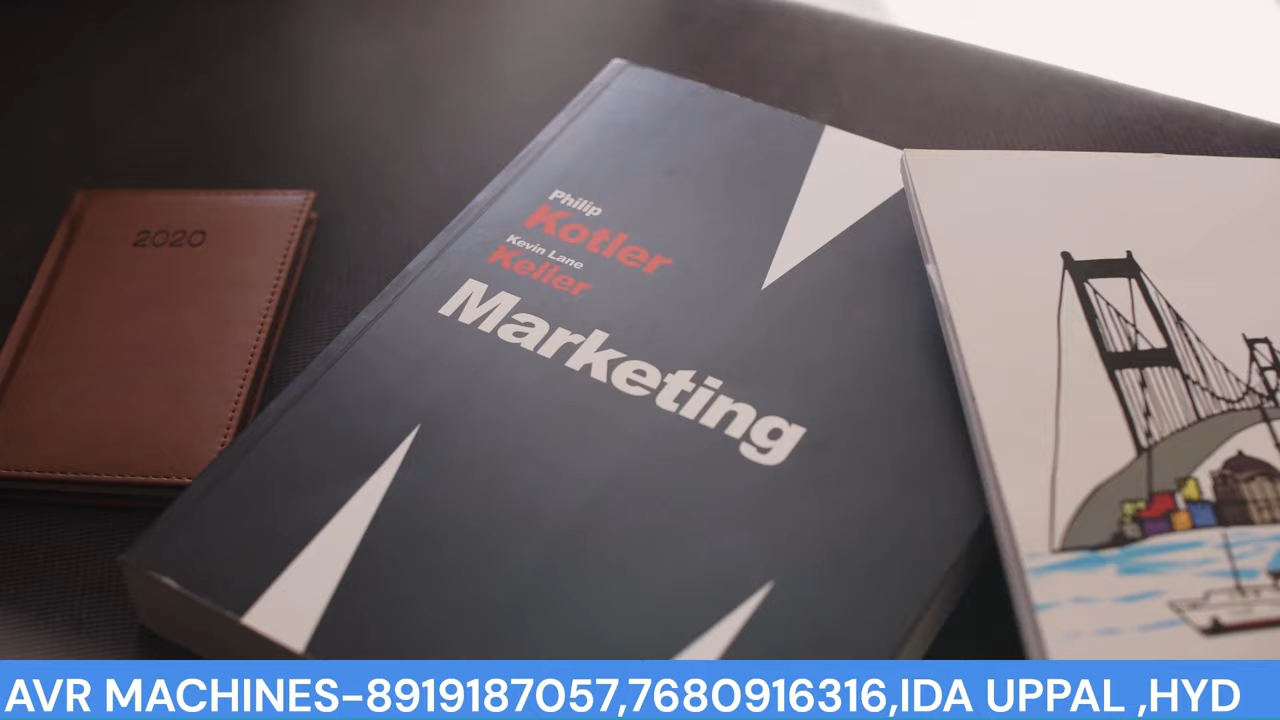 2020
Philip
Kotler
Kevin Lane
Keller
Marketing
AVR MACHINES-8919187057,7680916316,IDA UPPAL ,HYD